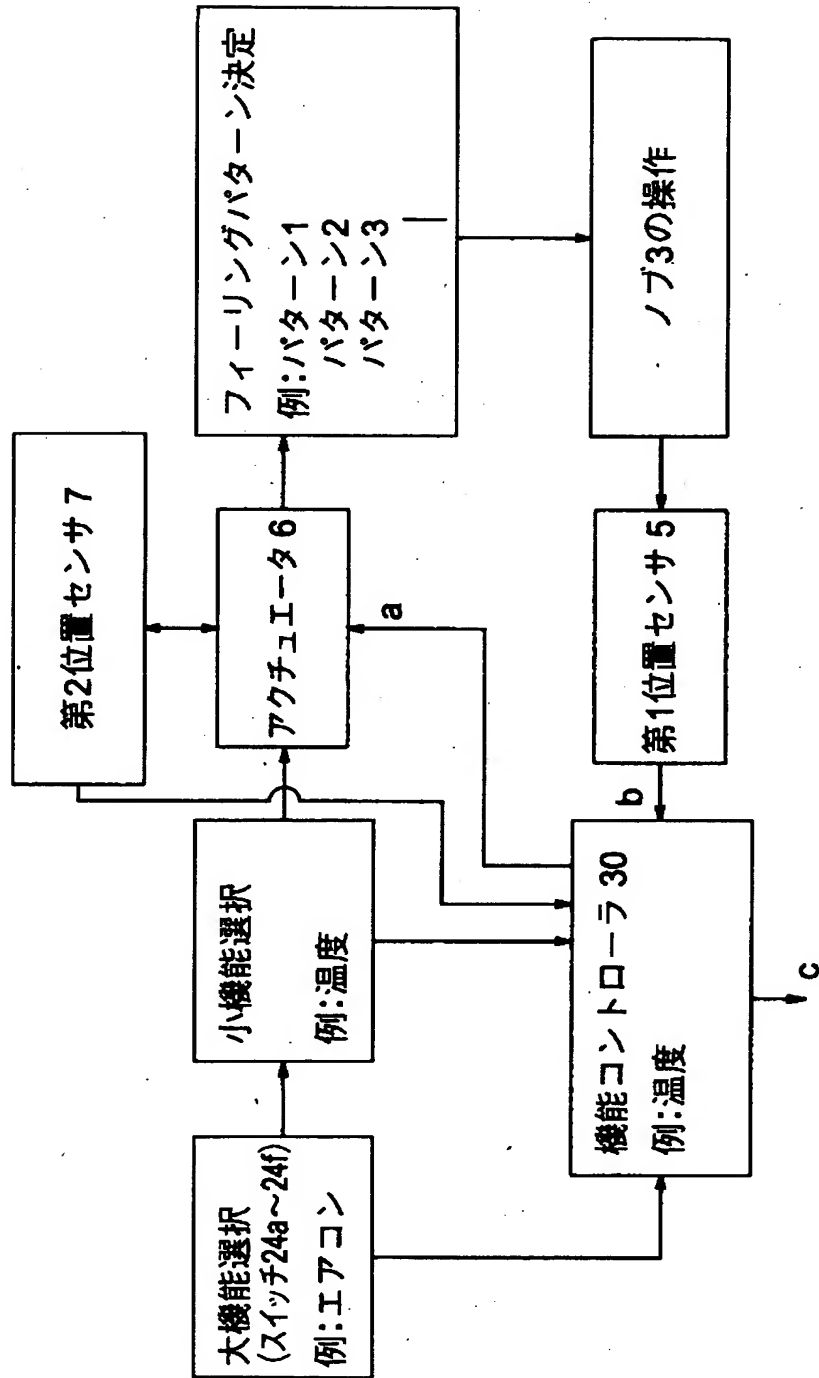 大機能選択
(スイッチ24a～24f)
例:エアコン
小機能選択
例:温度
第2位置センサ 7
アクチュエータ 6
フィーリングパターン決定
例:パターン1
パターン2
パターン3
a
機能コントローラ 30
例:温度
b
第1位置センサ 5
ノブ3の操作
c